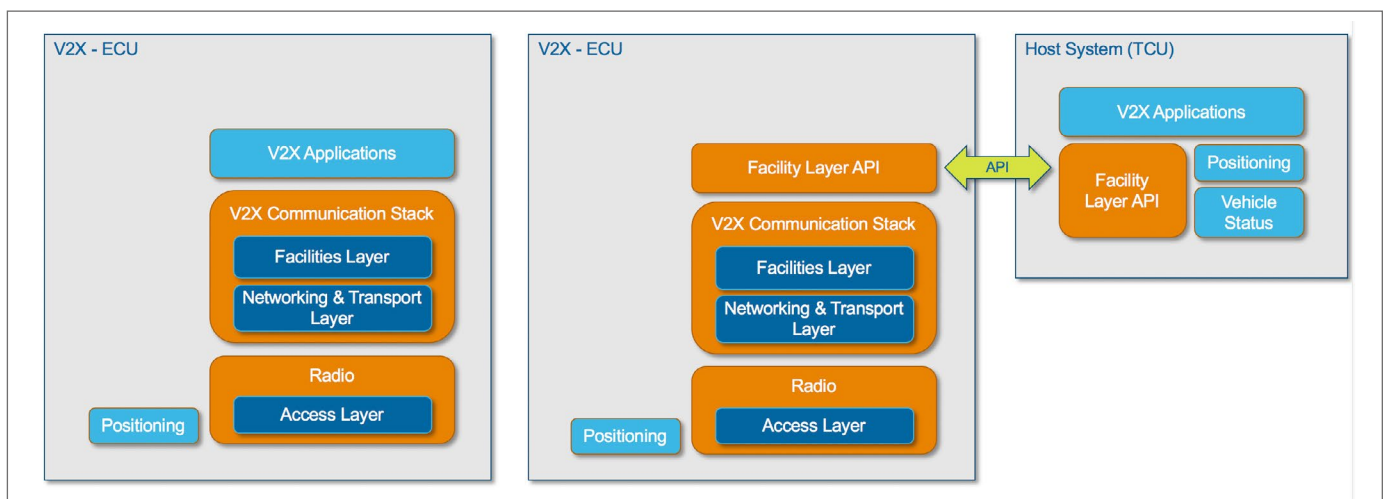 V2X - ECU
V2X Applications
V2X Communication Stack
Facilities Layer
Networking & Transport
Layer
Radio
Access Layer
Positioning
V2X - ECU
Facility Layer API
V2X Communication Stack
Facilities Layer
Networking & Transport
Layer
Radio
Access Layer
Positioning
API
Host System (TCU)
V2X Applications
Facility
Layer API
Positioning
Vehicle
Status